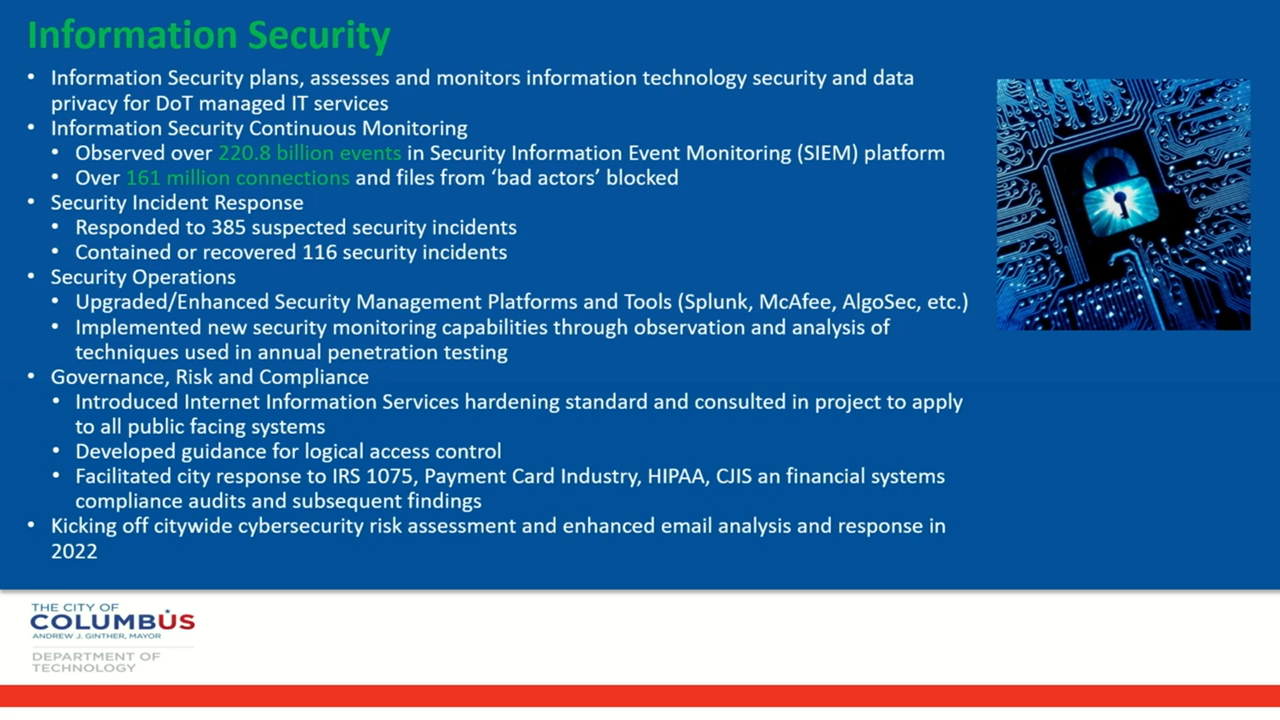 Information Security
• Information Security plans, assesses and monitors information technology security and data
privacy for DoT managed IT services
• Information Security Continuous Monitoring
• Observed over 220.8 billion events in Security Information Event Monitoring (SIEM) platform
• Over 161 million connections and files from ‘bad actors’ blocked
• Security Incident Response
• Responded to 385 suspected security incidents
• Contained or recovered 116 security incidents
• Security Operations
• Upgraded/Enhanced Security Management Platforms and Tools (Splunk, McAfee, AlgoSec, etc.)
• Implemented new security monitoring capabilities through observation and analysis of
techniques used in annual penetration testing
• Governance, Risk and Compliance
• Introduced Internet Information Services hardening standard and consulted in project to apply
to all public facing systems
• Developed guidance for logical access control
• Facilitated city response to IRS 1075, Payment Card Industry, HIPAA, CJIS an financial systems
compliance audits and subsequent findings
• Kicking off citywide cybersecurity risk assessment and enhanced email analysis and response in
2022
THE CITY OF
COLUMBUS
ANDREW J. GINTHER, MAYOR
DEPARTMENT OF
TECHNOLOGY